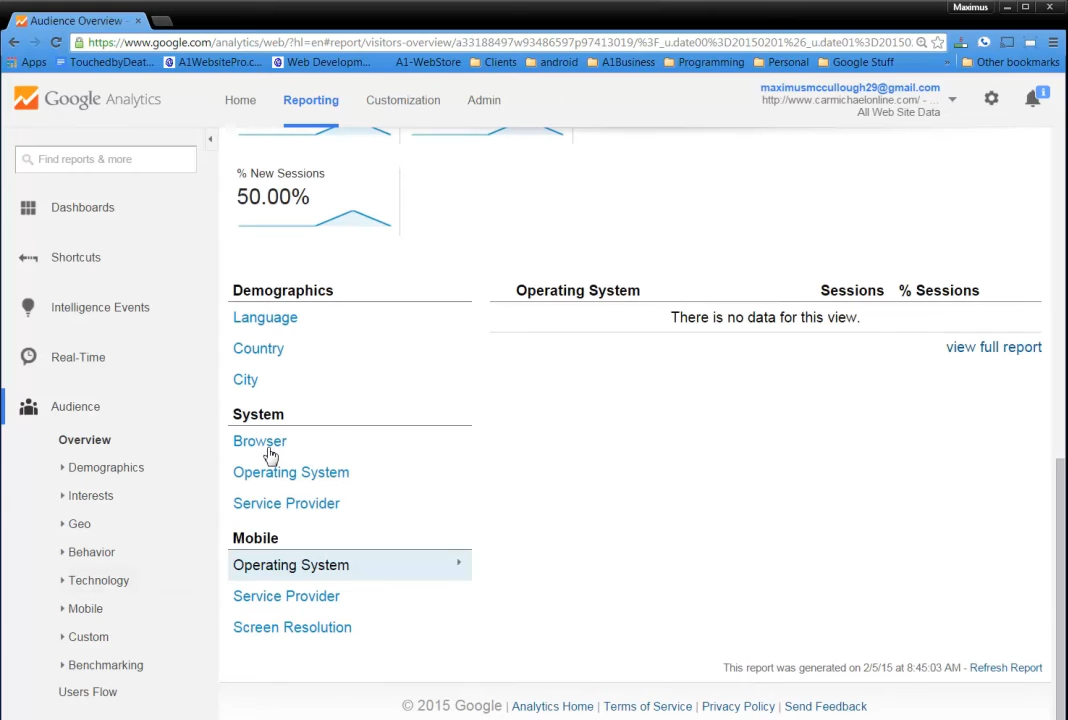 Maximus
Audience Overview -
https://www.google.com/analytics/web/?hl=en#report/visitors-overview/a33188497w93486597p97413019/%3F_u.date00%3D20150201%26_u.date01%3D20150.
Apps TouchedbyDeat... A1WebsitePro.c... Web Developm... A1-WebStore Clients android A1Business Programming Personal Google Stuff » Other bookmarks
Google Analytics
Home Reporting Customization Admin
maximusmccullough29@gmail.com
http://www.carmichaelonline.com/ - ...
All Web Site Data
Find reports & more
Dashboards
Shortcuts
Intelligence Events
Real-Time
Audience
Overview
Demographics
Interests
Geo
Behavior
Technology
Mobile
Custom
Benchmarking
Users Flow
% New Sessions
50.00%
Demographics
Language
Country
City
System
Browser
Operating System
Service Provider
Mobile
Operating System
Service Provider
Screen Resolution
Operating System Sessions % Sessions
There is no data for this view.
view full report
This report was generated on 2/5/15 at 8:45:03 AM - Refresh Report
© 2015 Google | Analytics Home | Terms of Service | Privacy Policy | Send Feedback